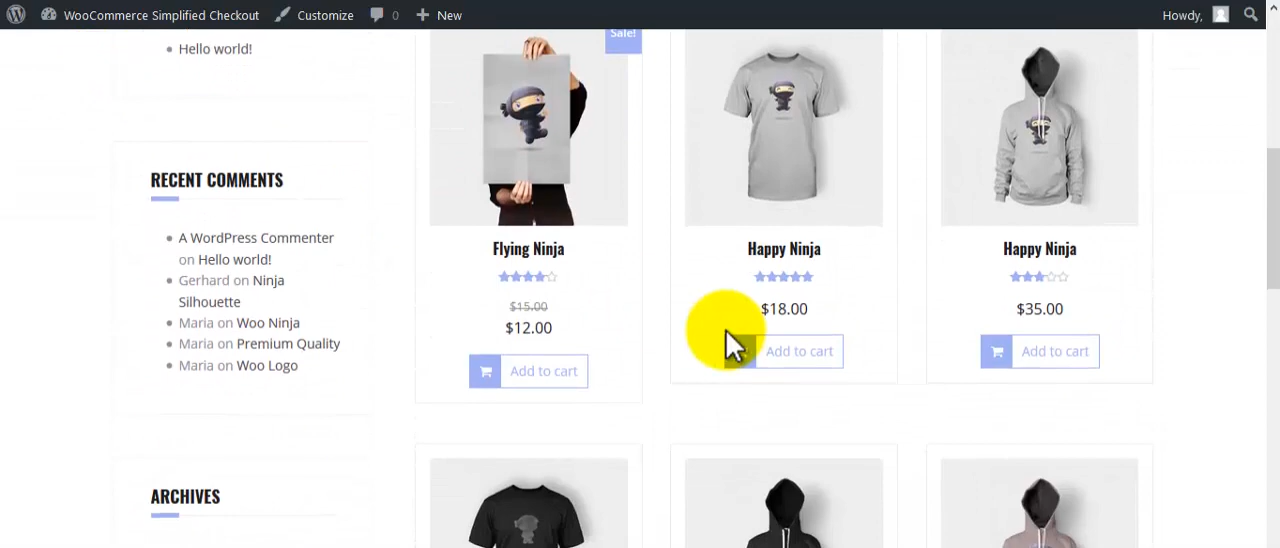 WooCommerce Simplified Checkout Customize 0 New Howdy,
Hello world!
RECENT COMMENTS
A WordPress Commenter
on Hello world!
Gerhard on Ninja
Silhouette
Maria on Woo Ninja
Maria on Premium Quality
Maria on Woo Logo
ARCHIVES
Sale!
Flying Ninja
$15.00
$12.00
Add to cart
Happy Ninja
$18.00
Add to cart
Happy Ninja
$35.00
Add to cart